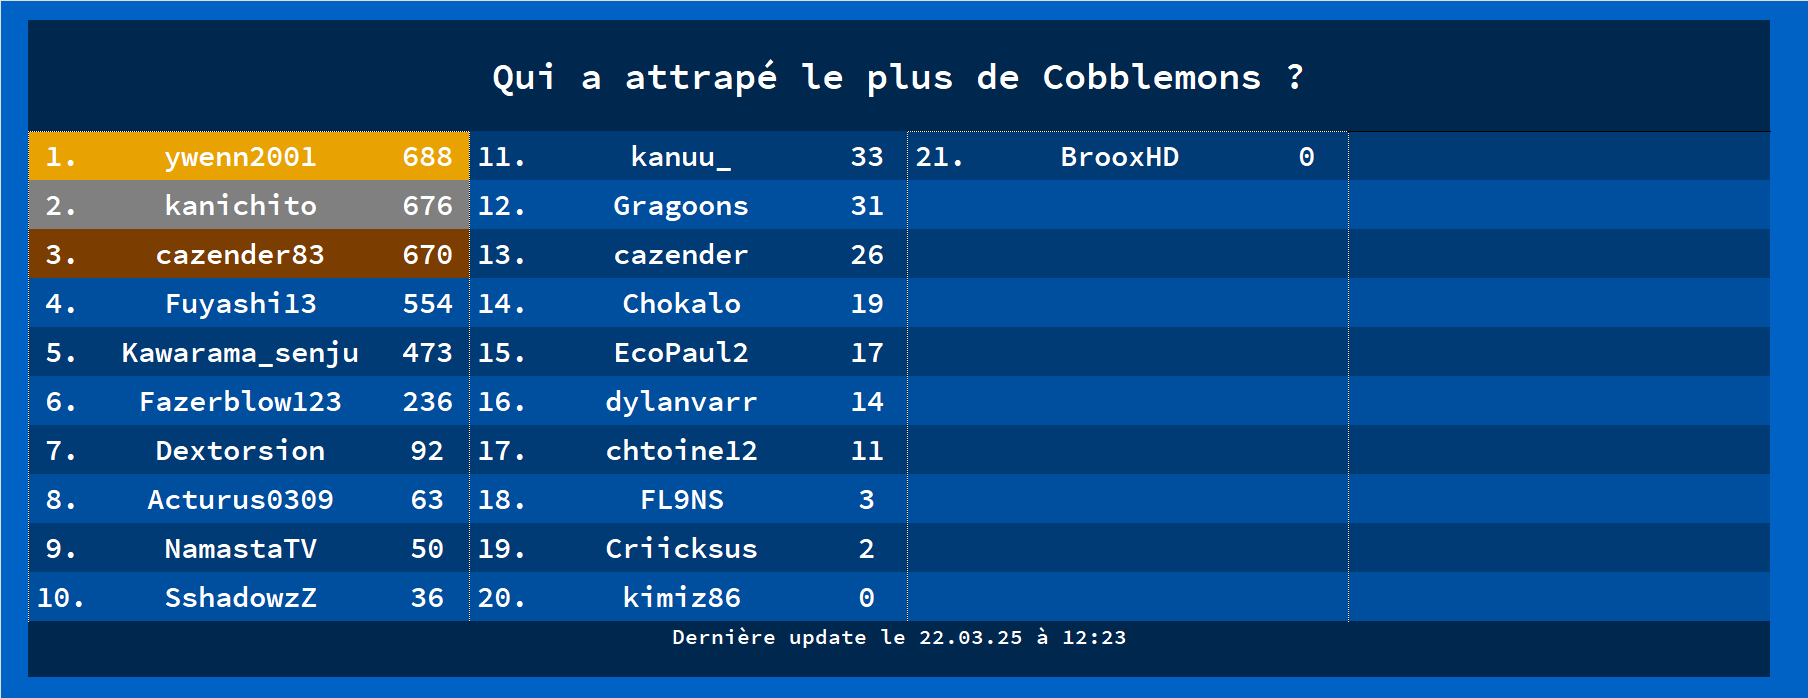 Qui a attrapé le plus de Cobblemons ?
1. ywenn2001 688
2. kanichito 676
3. cazender83 670
4. Fuyashi13 554
5. Kawarama_senju 473
6. Fazerblow123 236
7. Dextorsion 92
8. Acturus0309 63
9. NamastaTV 50
10. SshadowzZ 36
11. kanuu_ 33
12. Gragoons 31
13. cazender 26
14. Chokalo 19
15. EcoPaul2 17
16. dylanvarr 14
17. chtoine12 11
18. FL9NS 3
19. Criicksus 2
20. kimiz86 0
21. BrooxHD 0
Dernière update le 22.03.25 à 12:23